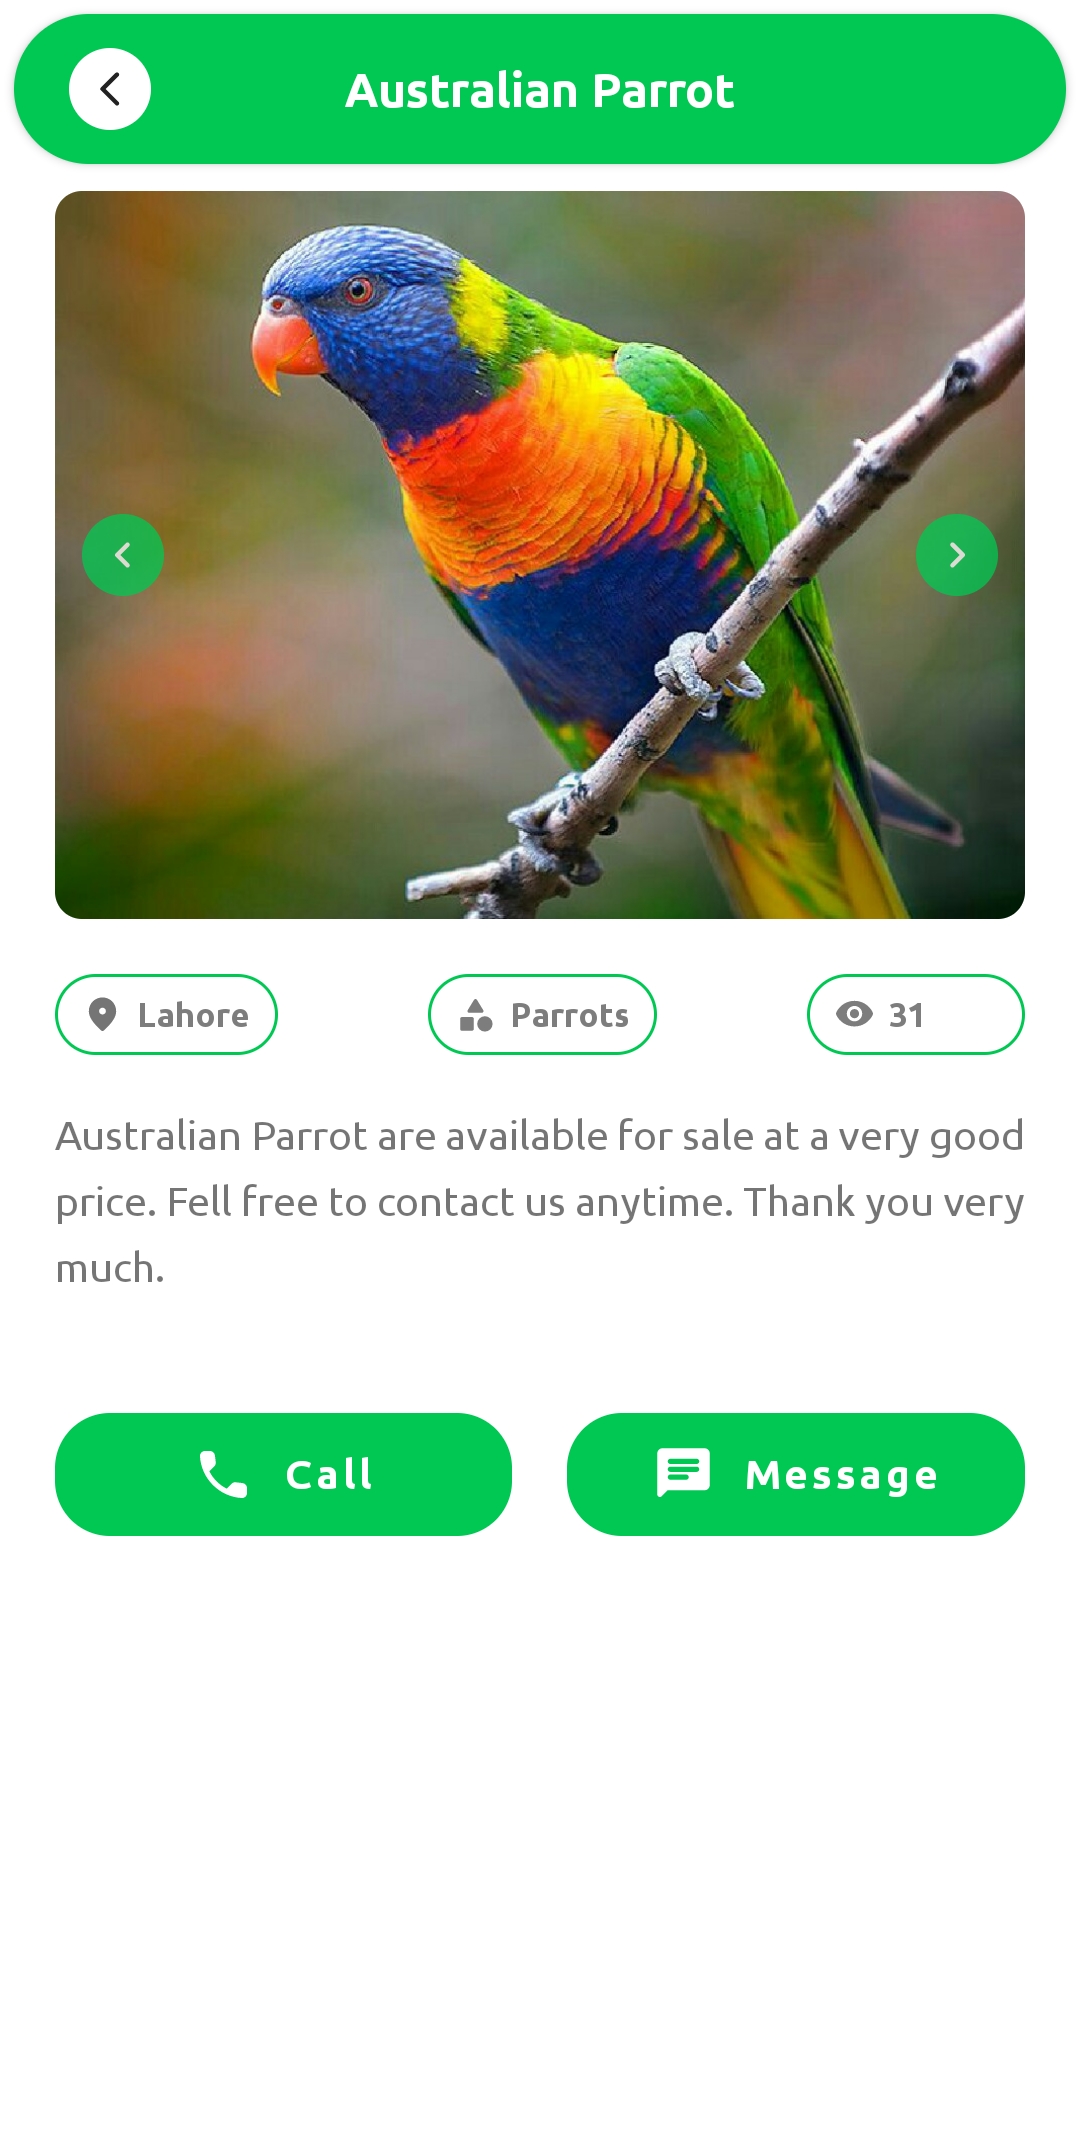 Australian Parrot
Lahore
Parrots
31
Australian Parrot are available for sale at a very good
price. Fell free to contact us anytime. Thank you very
much.
Call
Message